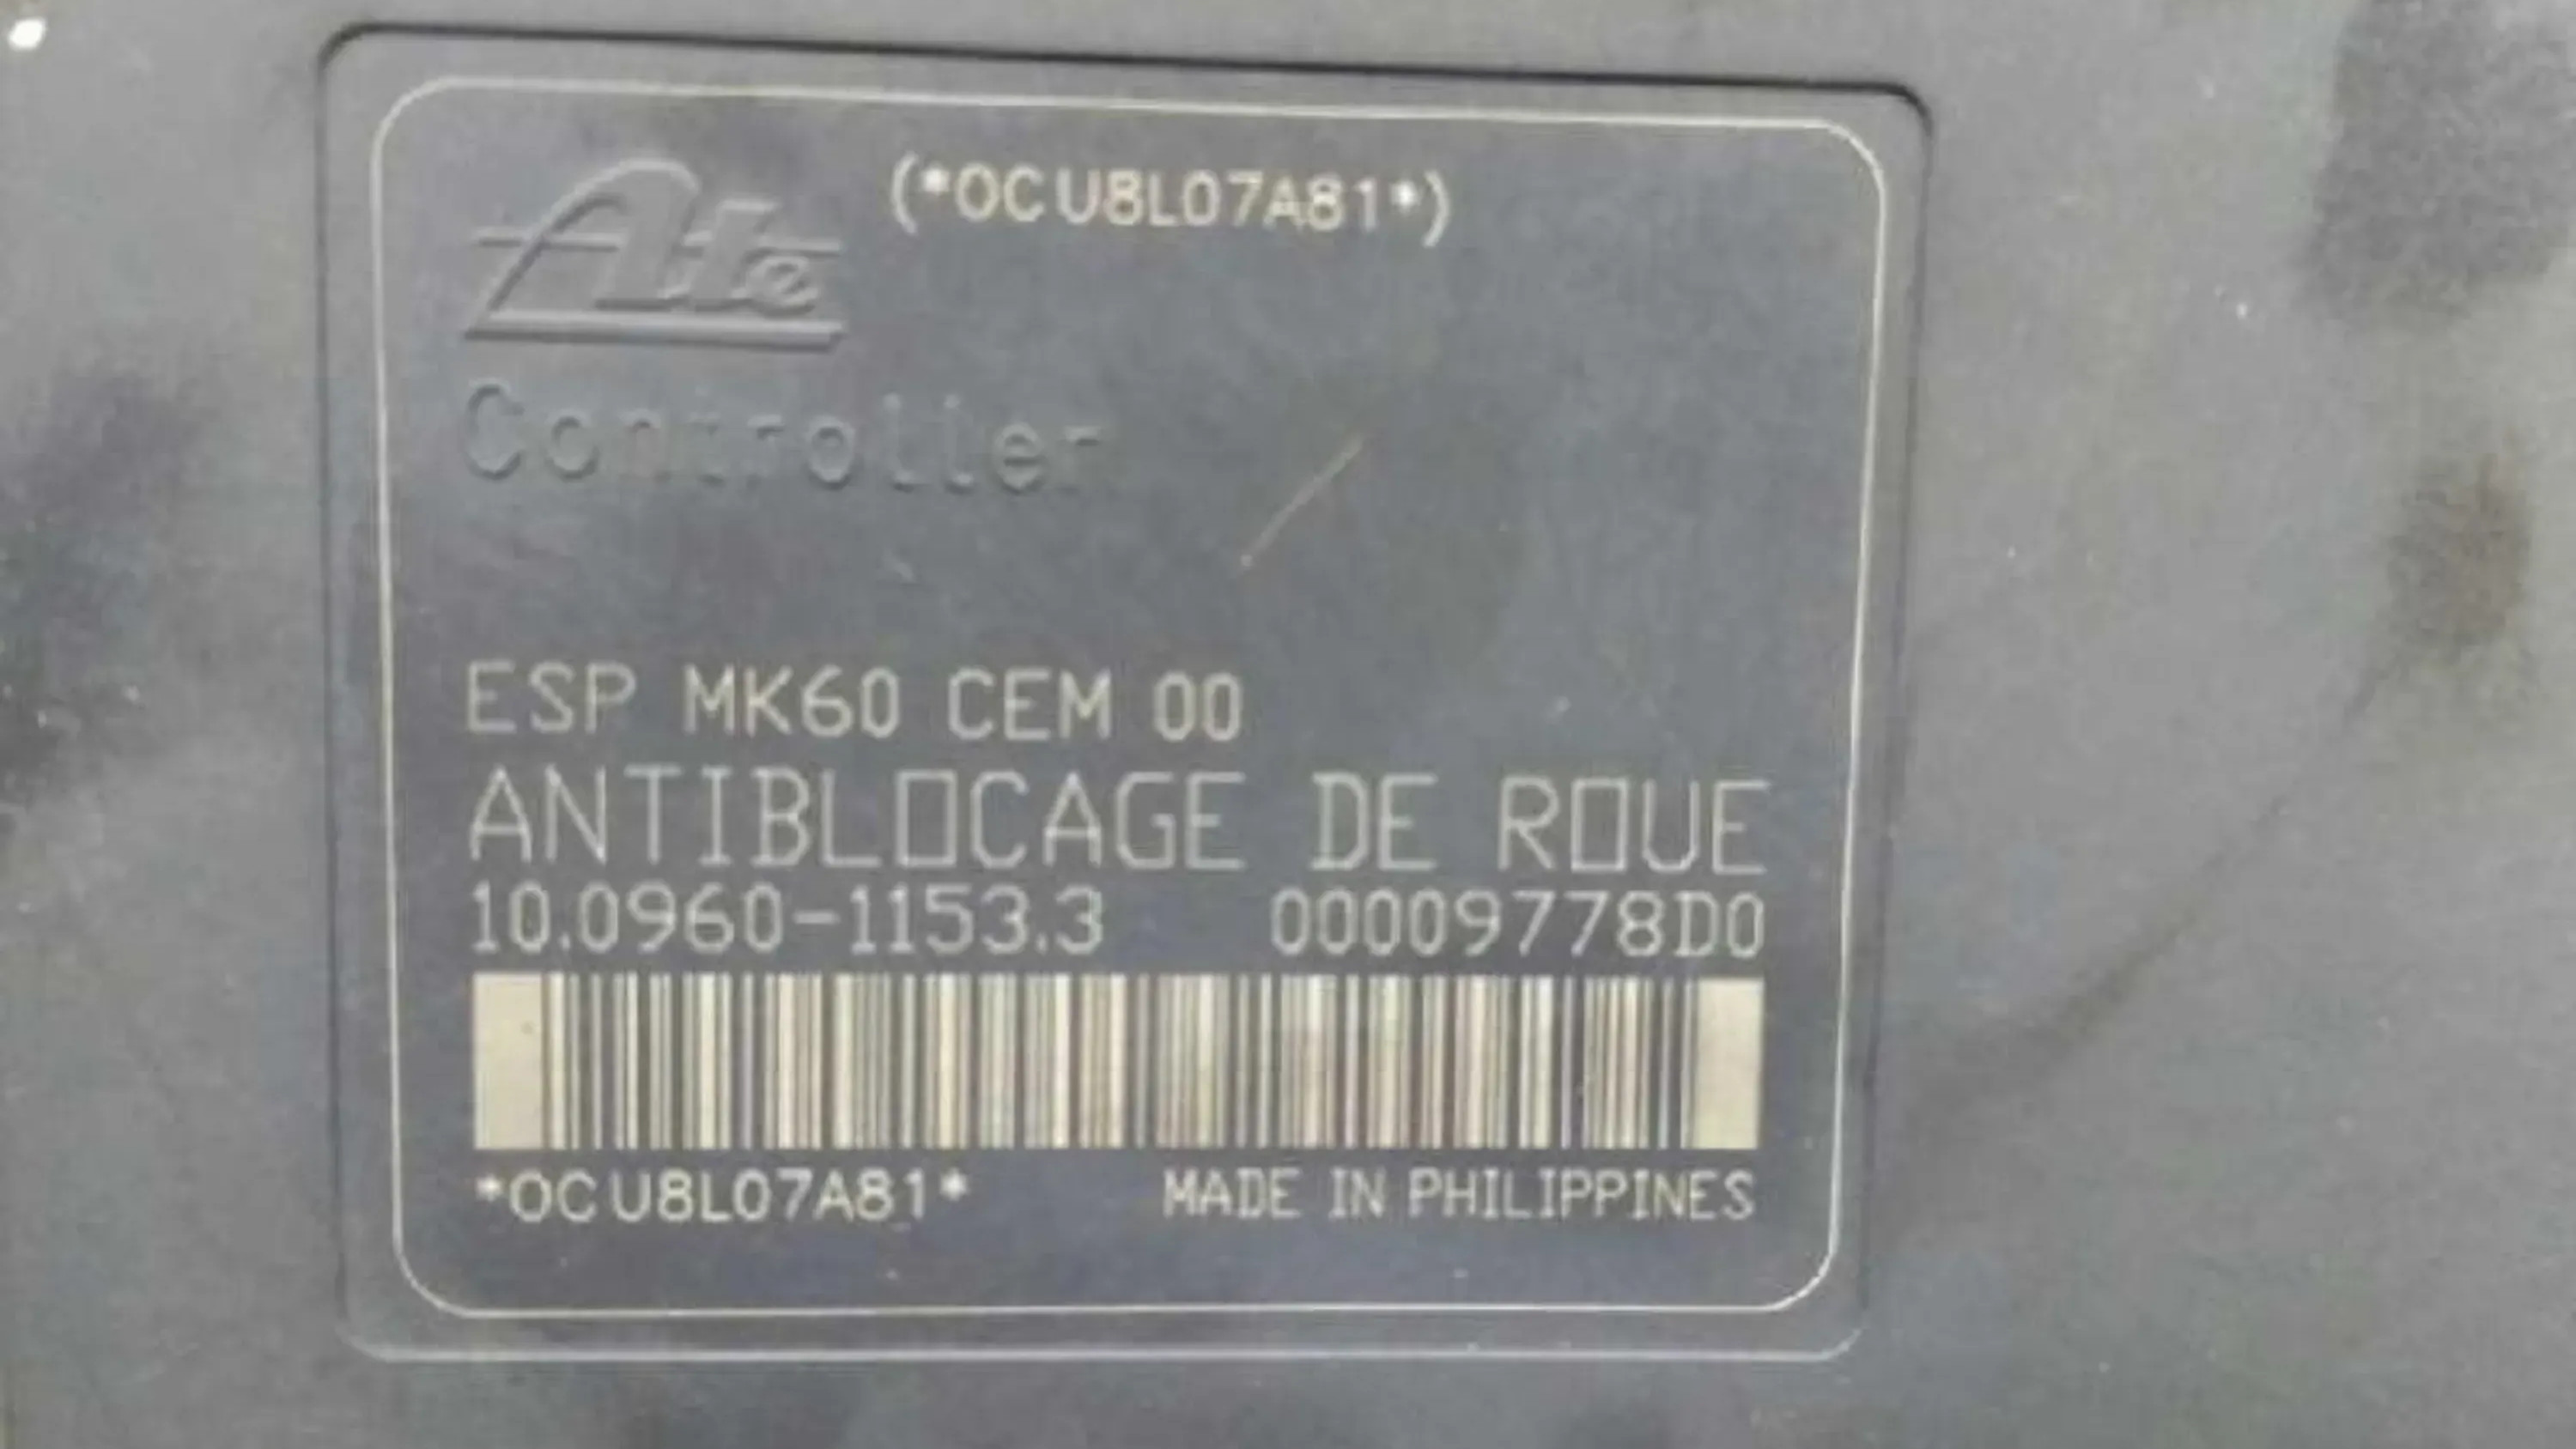 (*OCU8L07A81*)
Ate
Controller
ESP MK60 CEM 00
ANTIBLOCAGE DE ROUE
10.0960-1153.3 00009778D0
*OCU8L07A81* MADE IN PHILIPPINES